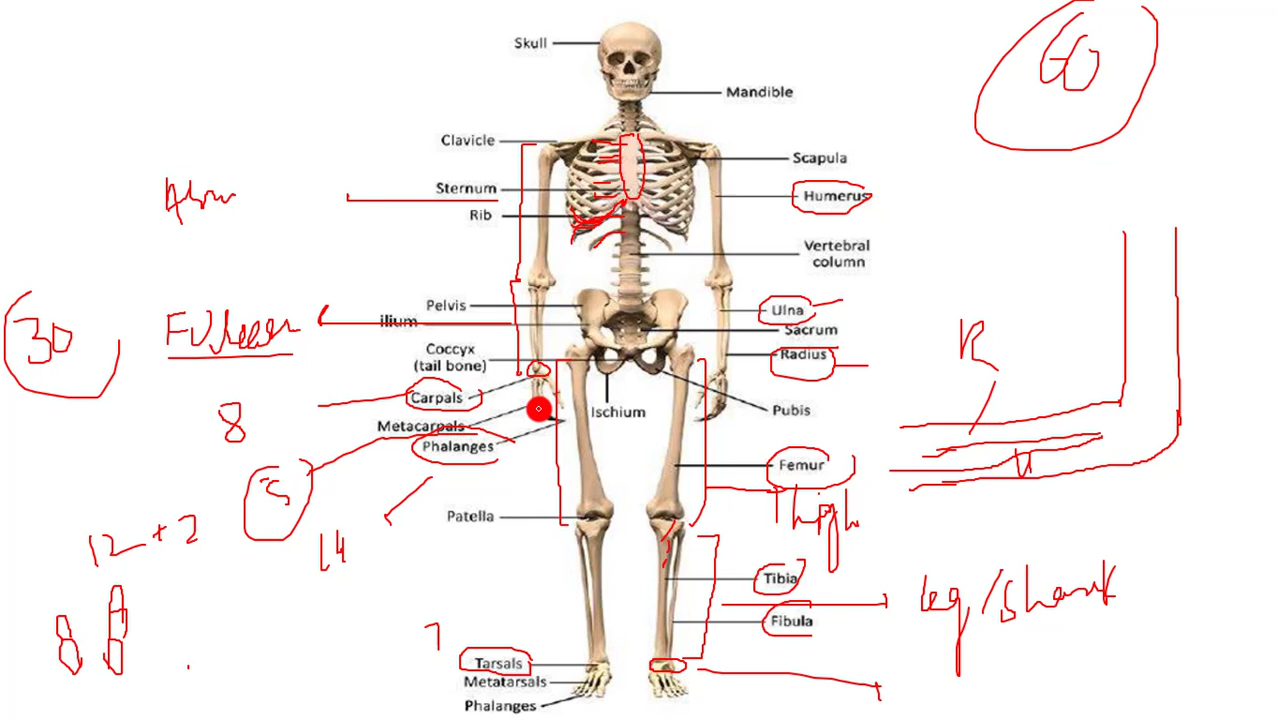 Skull
60
Mandible
Clavicle
Scapula
Sternum
Humerus
Rib
Vertebral
column
Pelvis
Ulna
30
ilium
Sacrum
R
Coccyx
(tail bone)
Radius
Carpals
Ischium
Pubis
8
Metacarpals
Phalanges
Femur
U
5
Patella
Thigh
12 + 2
14
Tibia
leg/Shank
Fibula
7
Tarsals
Metatarsals
Phalanges